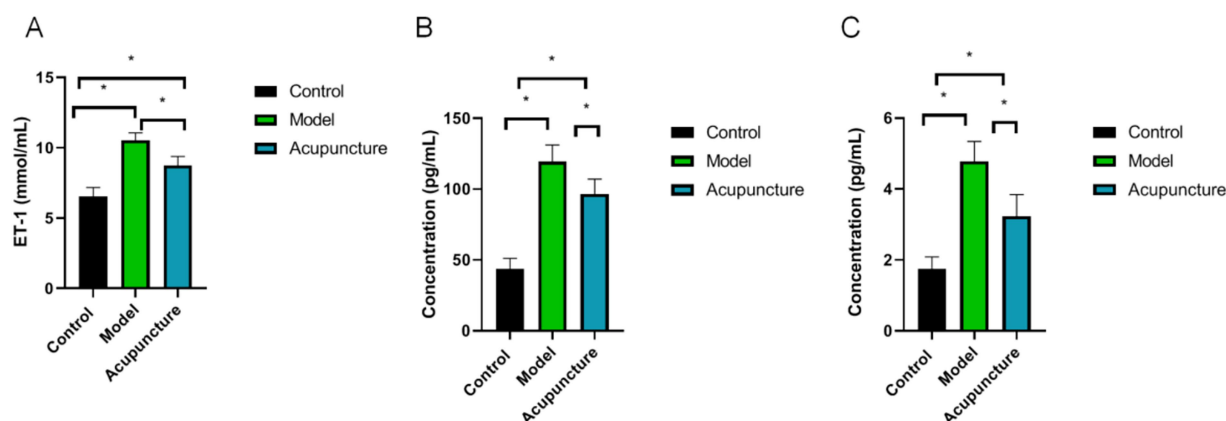 A
*
*
*
15
10
5
0
ET-1 (mmol/mL)
Control
Model
Acupuncture
Control
Model
Acupuncture
B
*
*
*
150
100
50
0
Concentration (pg/mL)
Control
Model
Acupuncture
Control
Model
Acupuncture
C
*
*
*
6
4
2
0
Concentration (pg/mL)
Control
Model
Acupuncture
Control
Model
Acupuncture